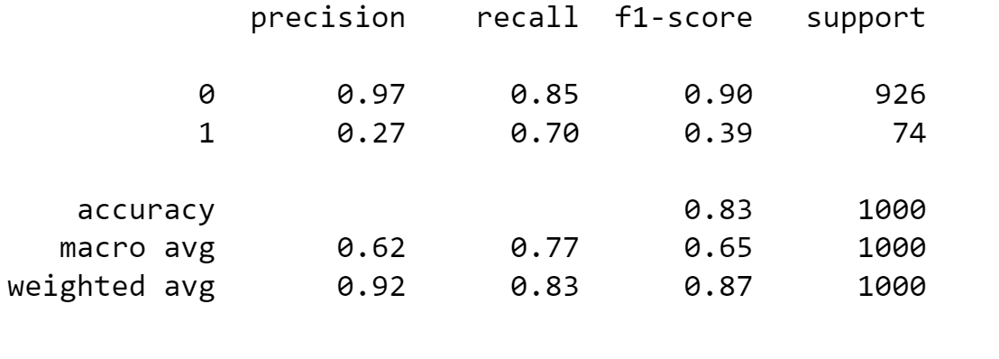 precision recall f1-score support
0 0.97 0.85 0.90 926
1 0.27 0.70 0.39 74
accuracy 0.83 1000
macro avg 0.62 0.77 0.65 1000
weighted avg 0.92 0.83 0.87 1000